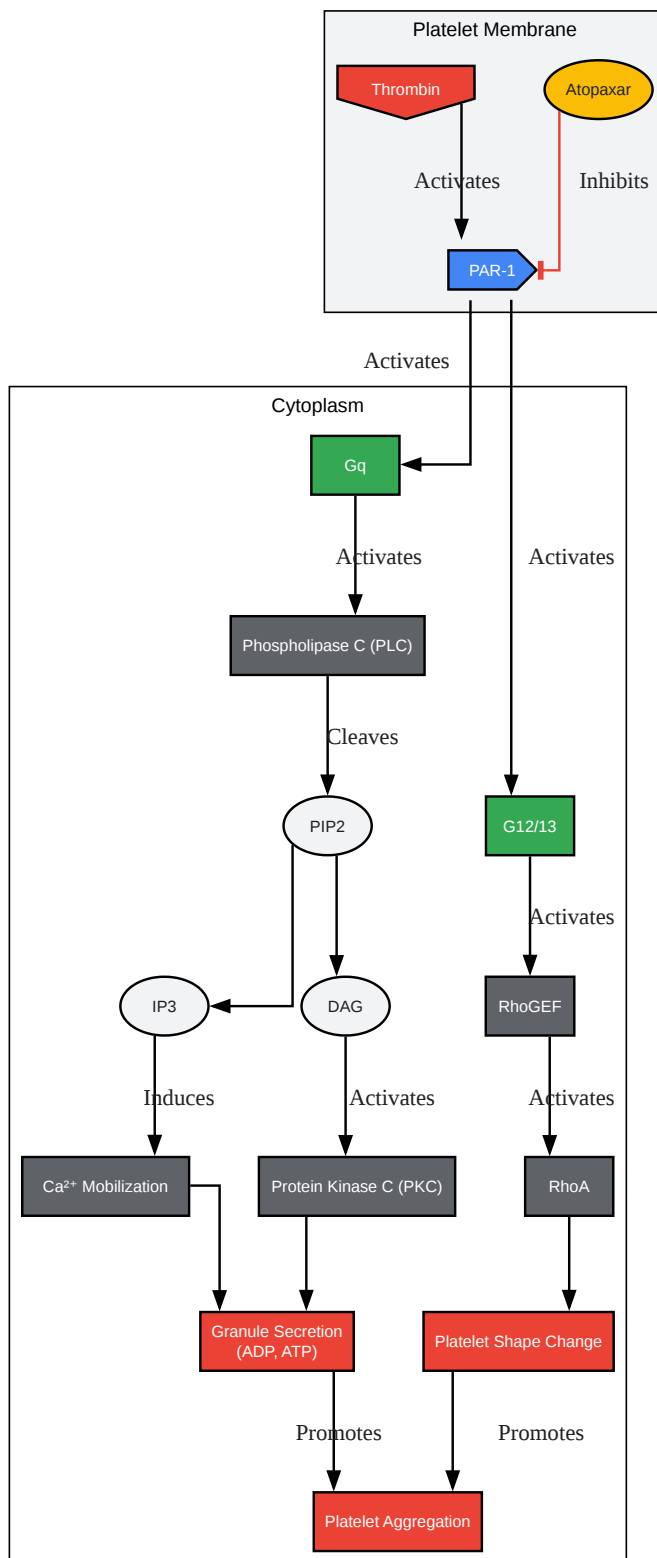 Platelet Membrane
Thrombin
Atopaxar
Activates
Inhibits
PAR-1
Activates
Cytoplasm
Gq
Activates
Activates
Phospholipase C (PLC)
Cleaves
PIP2
G12/13
Activates
IP3
DAG
RhoGEF
Induces
Activates
Activates
Ca²⁺ Mobilization
Protein Kinase C (PKC)
RhoA
Granule Secretion
(ADP, ATP)
Platelet Shape Change
Promotes
Promotes
Platelet Aggregation